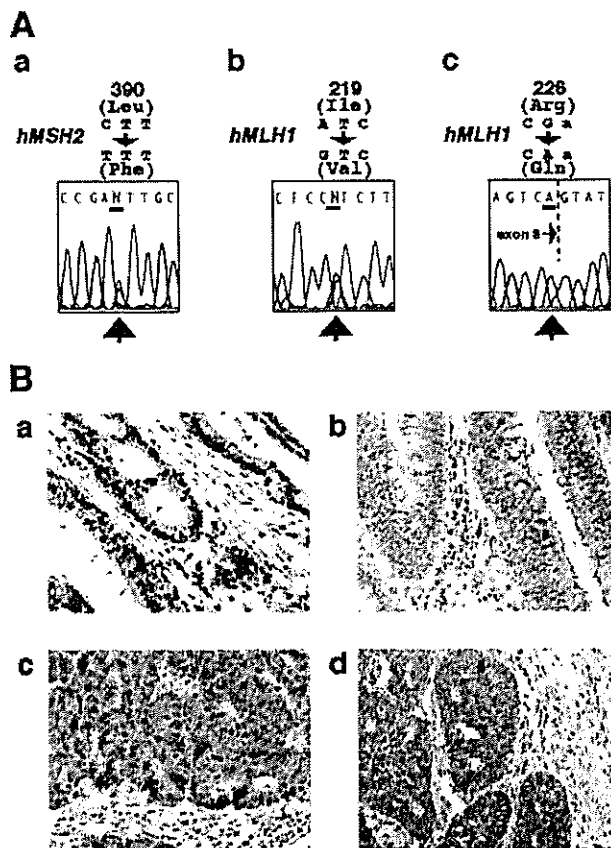 A
a b c
390 219 226
(Leu) (Ile) (Arg)
C T T A T C C G a
hMSH2 hMLH1 hMLH1
T T T G T C C A a
(Phe) (Val) (Gln)
C C G A N T T G C C T C C N T C T T A G T C A G T A T
exon 8
B
a b
c d